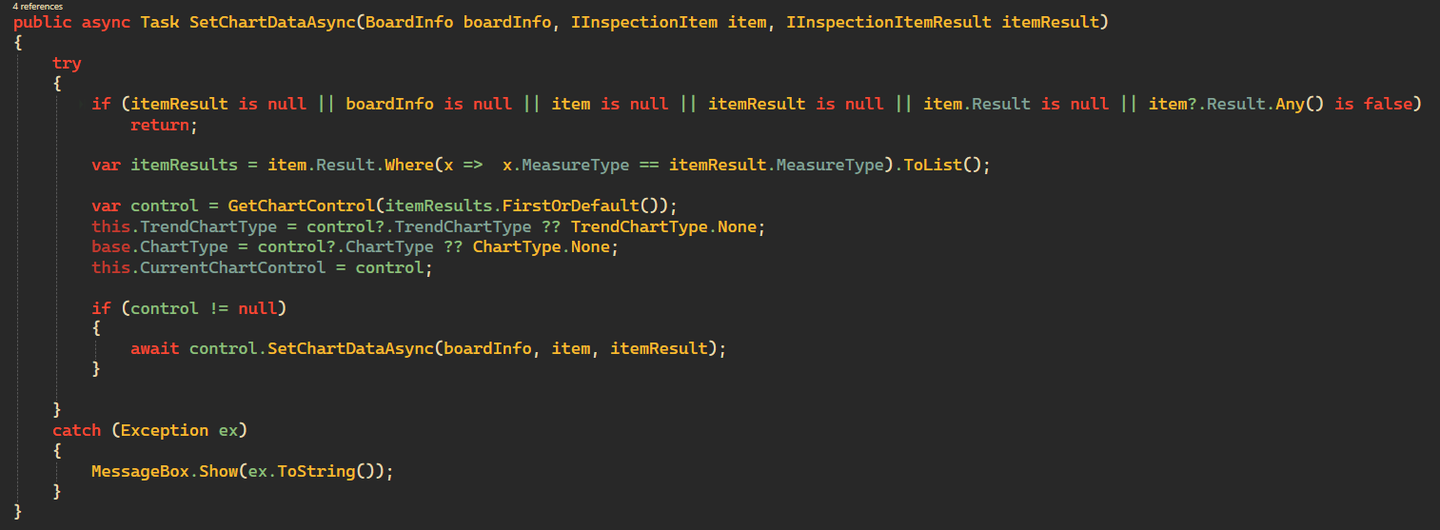 4 references
public async Task SetChartDataAsync(BoardInfo boardInfo, IInspectionItem item, IInspectionItemResult itemResult)
{
    try
    {
        if (itemResult is null || boardInfo is null || item is null || itemResult is null || item.Result is null || item?.Result.Any() is false)
            return;

        var itemResults = item.Result.Where(x =>  x.MeasureType == itemResult.MeasureType).ToList();

        var control = GetChartControl(itemResults.FirstOrDefault());
        this.TrendChartType = control?.TrendChartType ?? TrendChartType.None;
        base.ChartType = control?.ChartType ?? ChartType.None;
        this.CurrentChartControl = control;

        if (control != null)
        {
            await control.SetChartDataAsync(boardInfo, item, itemResult);
        }

    }
    catch (Exception ex)
    {
        MessageBox.Show(ex.ToString());
    }
}